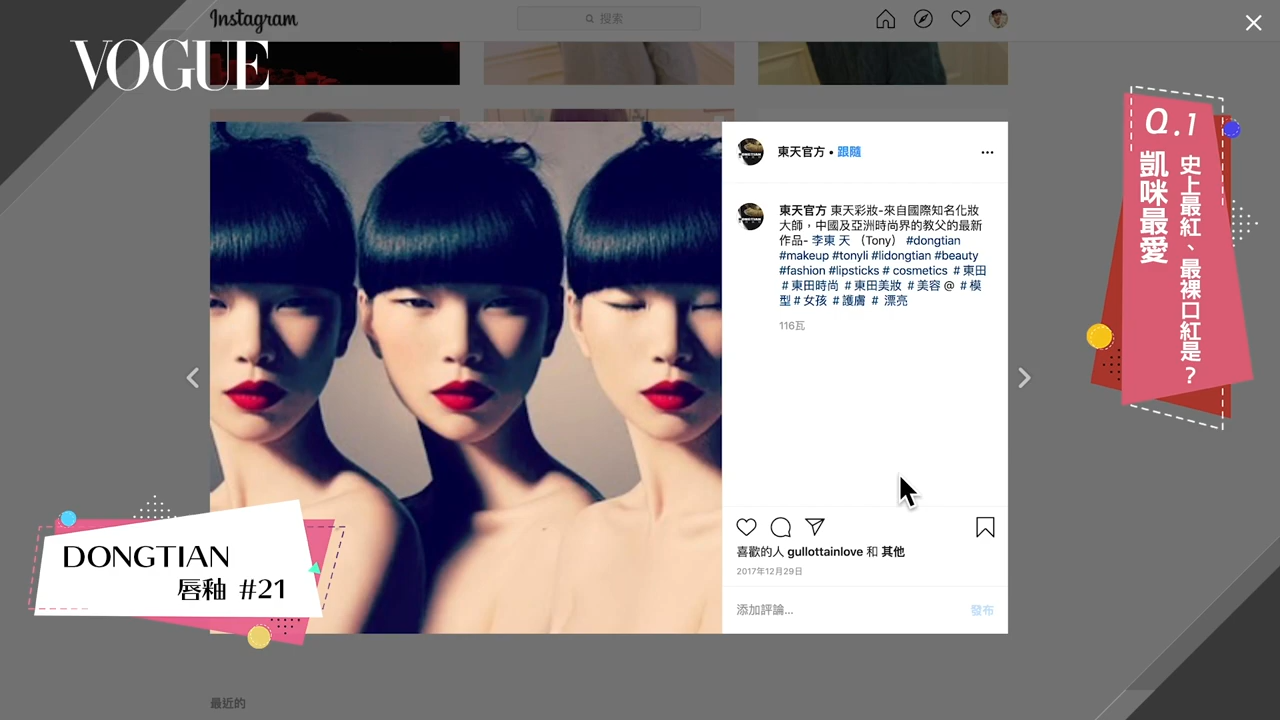 Instagram
搜索
VOGUE
東天官方 • 跟隨
東天官方 東天彩妝-來自國際知名化妝
大師，中國及亞洲時尚界的教父的最新
作品- 李東 天 （Tony） #dongtian
#makeup #tonyli #lidongtian #beauty
#fashion #lipsticks # cosmetics ＃東田
＃東田時尚 ＃東田美妝 ＃美容 @ ＃模
型＃女孩 ＃護膚 ＃ 漂亮
116瓦
喜歡的人 gullottainlove 和 其他
2017年12月29日
添加評論...
發布
Q.1
史上最紅、最裸口紅是？
凱咪最愛
DONGTIAN
唇釉 #21
最近的